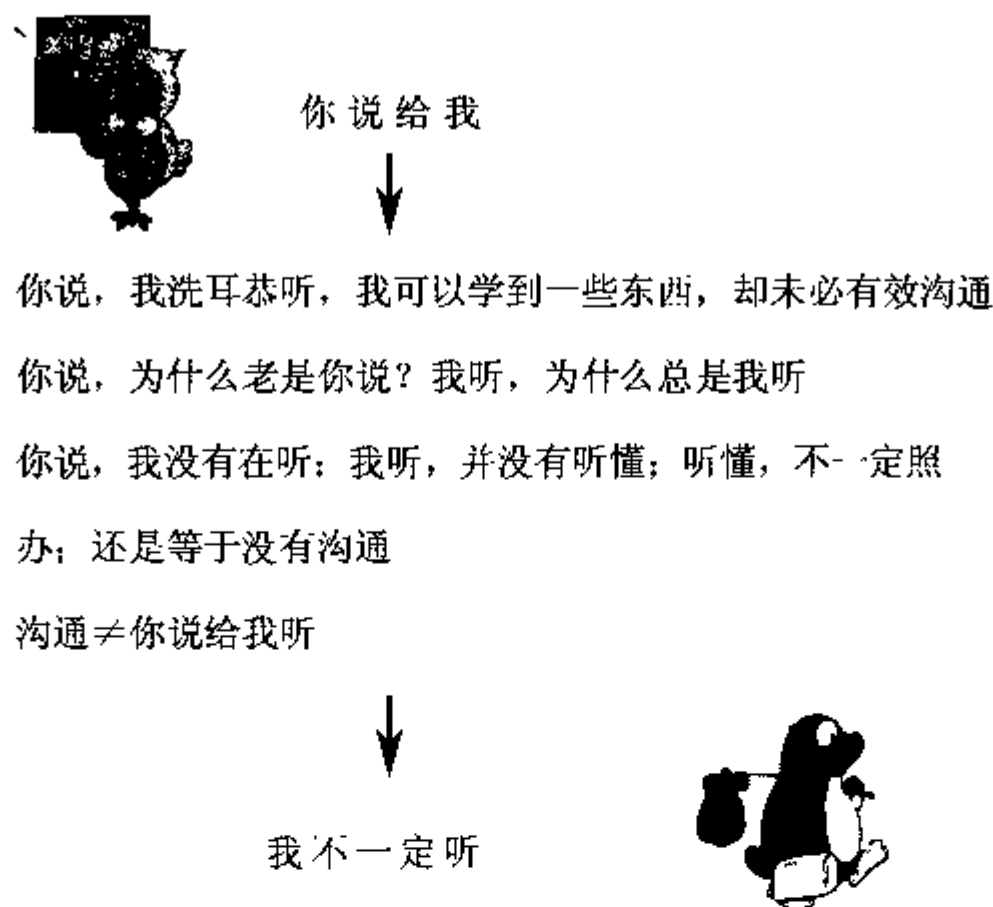 你说给我
你说，我洗耳恭听，我可以学到一些东西，却未必有效沟通
你说，为什么老是你说？我听，为什么总是我听
你说，我没有在听；我听，并没有听懂；听懂，不一定照
办；还是等于没有沟通
沟通≠你说给我听
我不一定听